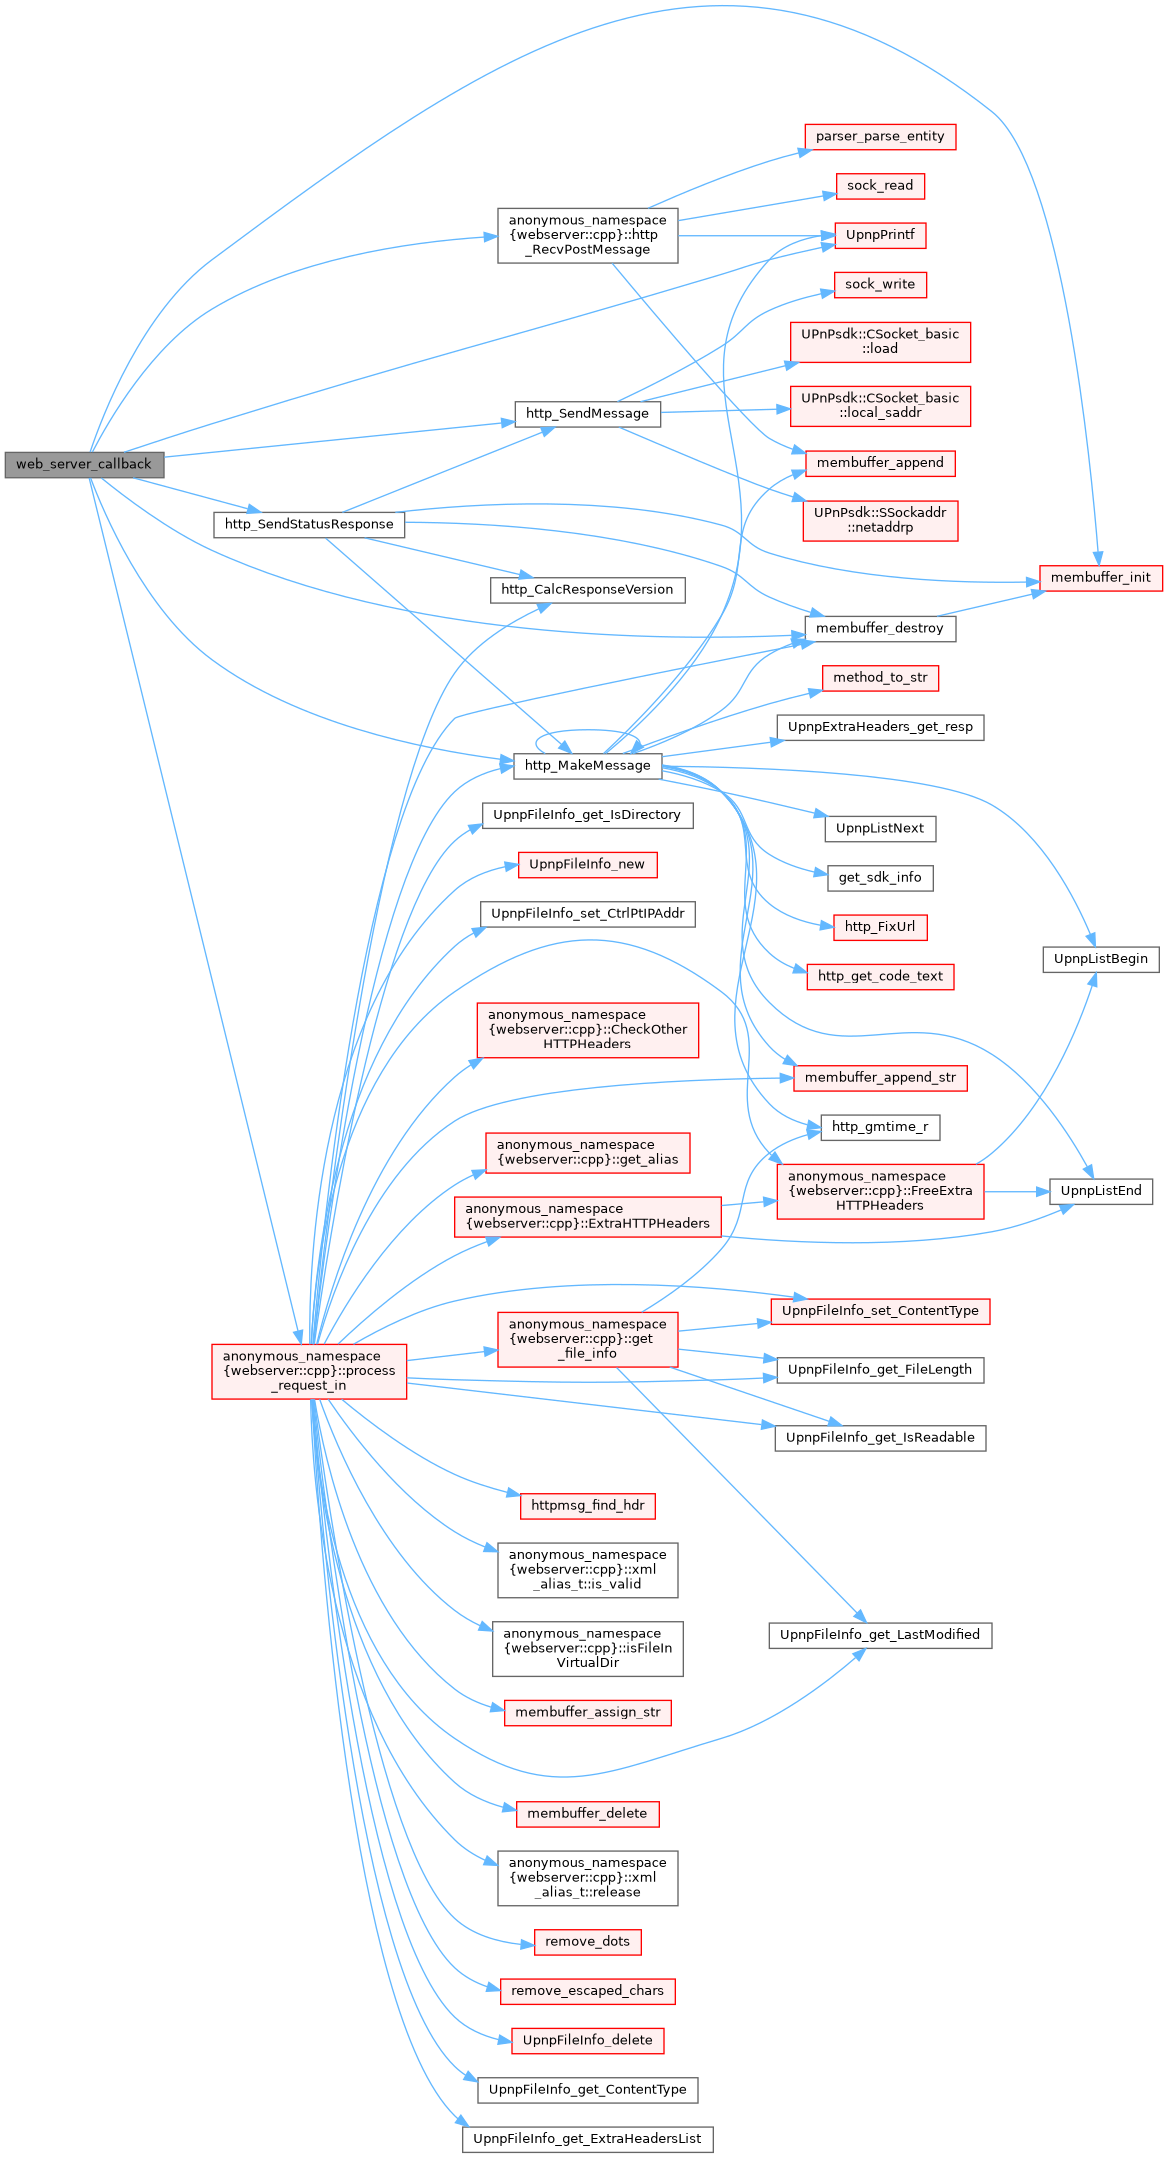 parser_parse_entity
sock_read
anonymous_namespace
{webserver::cpp}::http
_RecvPostMessage
UpnpPrintf
sock_write
UPnPsdk::CSocket_basic
::load
UPnPsdk::CSocket_basic
::local_saddr
http_SendMessage
web_server_callback
membuffer_append
UPnPsdk::SSockaddr
::netaddrp
http_SendStatusResponse
membuffer_init
http_CalcResponseVersion
membuffer_destroy
method_to_str
UpnpExtraHeaders_get_resp
http_MakeMessage
UpnpFileInfo_get_IsDirectory
UpnpListNext
UpnpFileInfo_new
get_sdk_info
UpnpFileInfo_set_CtrlPtIPAddr
http_FixUrl
UpnpListBegin
http_get_code_text
anonymous_namespace
{webserver::cpp}::CheckOther
HTTPHeaders
membuffer_append_str
http_gmtime_r
anonymous_namespace
{webserver::cpp}::get_alias
anonymous_namespace
{webserver::cpp}::FreeExtra
HTTPHeaders
UpnpListEnd
anonymous_namespace
{webserver::cpp}::ExtraHTTPHeaders
UpnpFileInfo_set_ContentType
anonymous_namespace
{webserver::cpp}::get
_file_info
anonymous_namespace
{webserver::cpp}::process
_request_in
UpnpFileInfo_get_FileLength
UpnpFileInfo_get_IsReadable
httpmsg_find_hdr
anonymous_namespace
{webserver::cpp}::xml
_alias_t::is_valid
anonymous_namespace
{webserver::cpp}::isFileIn
VirtualDir
UpnpFileInfo_get_LastModified
membuffer_assign_str
membuffer_delete
anonymous_namespace
{webserver::cpp}::xml
_alias_t::release
remove_dots
remove_escaped_chars
UpnpFileInfo_delete
UpnpFileInfo_get_ContentType
UpnpFileInfo_get_ExtraHeadersList